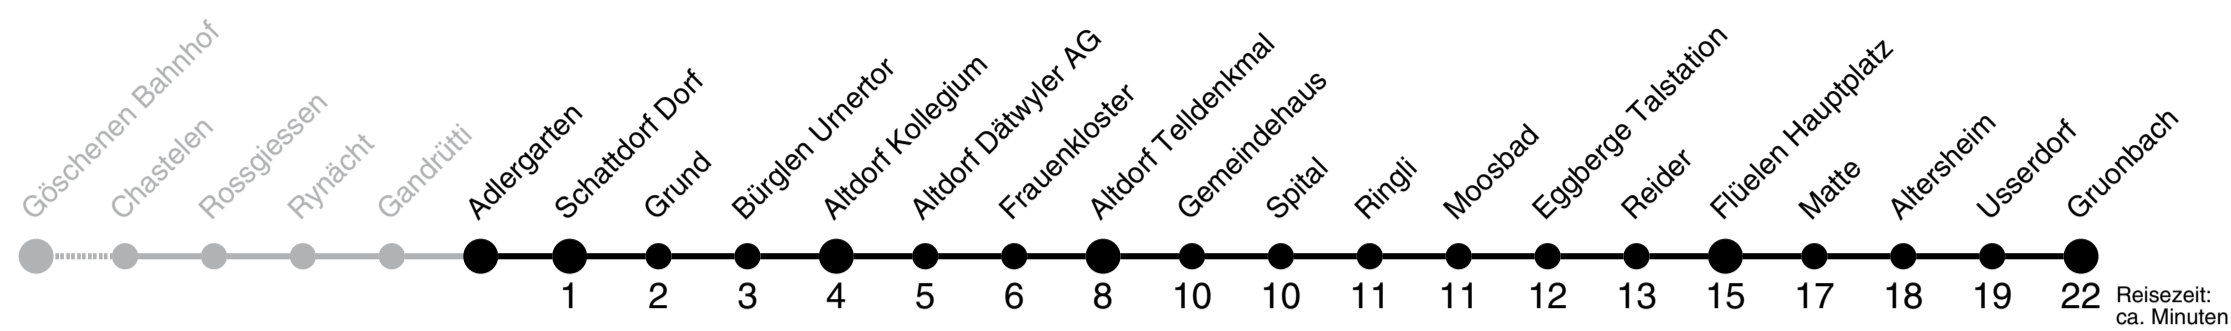 Göschenen Bahnhof
Chastelen
Rossgiessen
Rynächt
Gandrütti
Adlergarten
Schattdorf Dorf
Grund
Bürglen Urnertor
Altdorf Kollegium
Altdorf Dätwyler AG
Frauenkloster
Altdorf Telldenkmal
Gemeindehaus
Spital
Ringli
Moosbad
Eggberge Talstation
Reider
Flüelen Hauptplatz
Matte
Altersheim
Usserdorf
Gruonbach
1 2 3 4 5 6 8 10 10 11 11 12 13 15 17 18 19 22
Reisezeit:
ca. Minuten